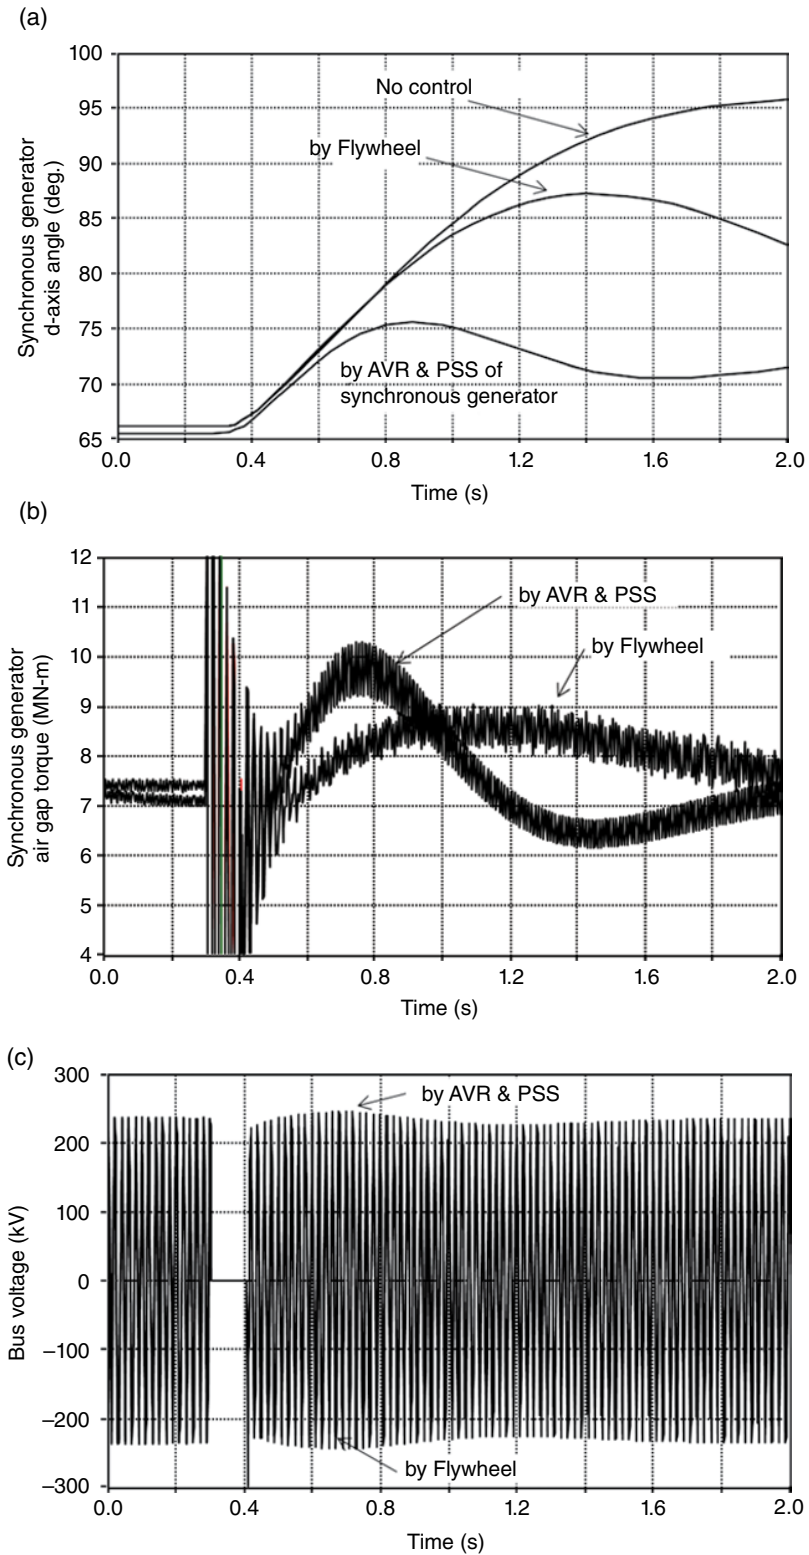 (a)
100
95
90
85
80
75
70
65
Synchronous generator
d-axis angle (deg.)
No control
by Flywheel
by AVR & PSS of
synchronous generator
0.0
0.4
0.8
1.2
1.6
2.0
Time (s)
(b)
12
11
10
9
8
7
6
5
4
Synchronous generator
air gap torque (MN-m)
by AVR & PSS
by Flywheel
0.0
0.4
0.8
1.2
1.6
2.0
Time (s)
(c)
300
200
100
0
–100
–200
–300
Bus voltage (kV)
by AVR & PSS
by Flywheel
0.0
0.4
0.8
1.2
1.6
2.0
Time (s)